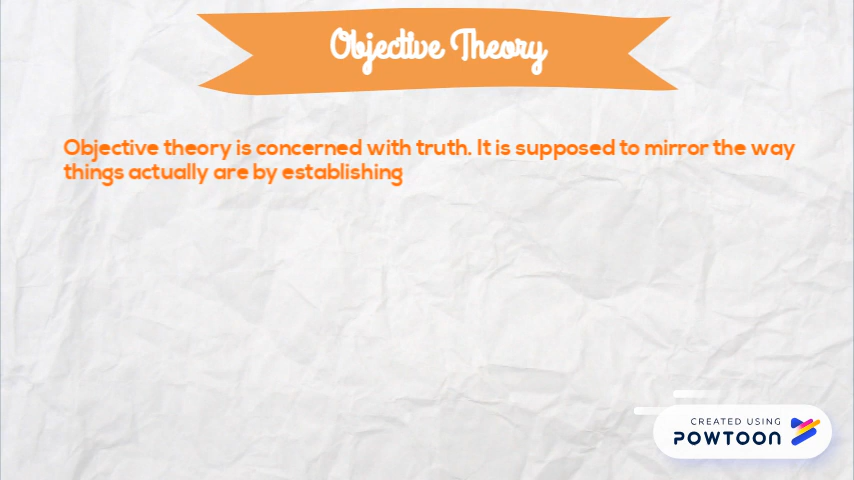 Objective Theory
Objective theory is concerned with truth. It is supposed to mirror the way
things actually are by establishing
CREATED USING
POWTOON